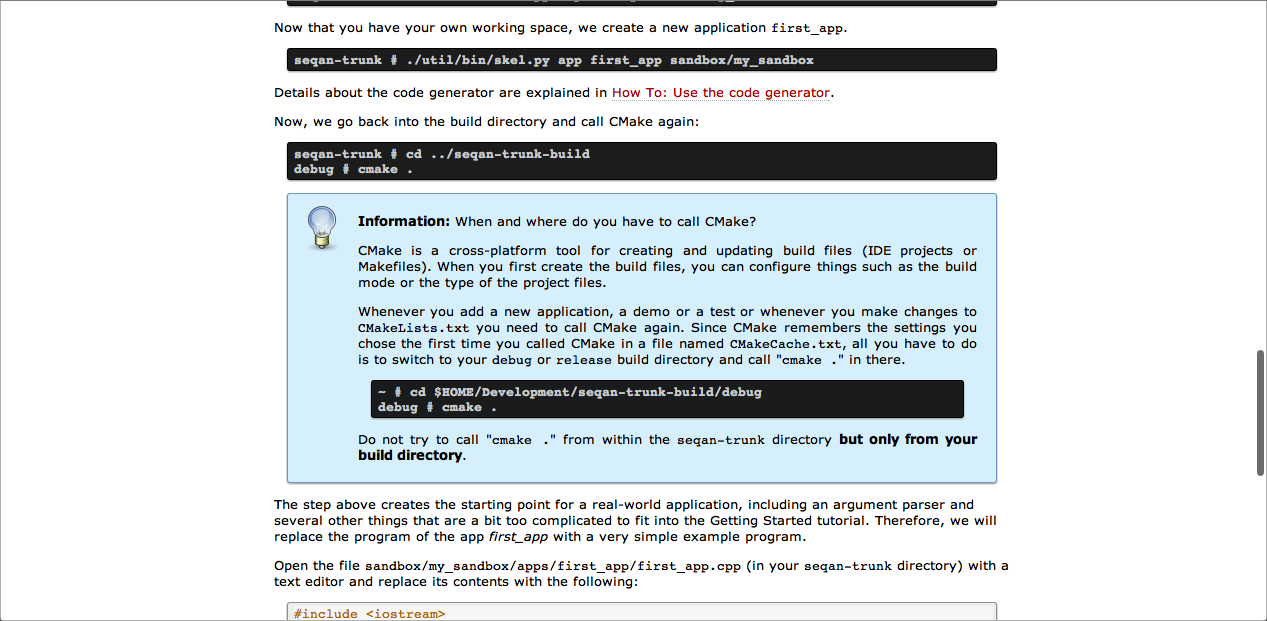 Now that you have your own working space, we create a new application first_app.
seqan-trunk # ./util/bin/skel.py app first_app sandbox/my_sandbox
Details about the code generator are explained in How To: Use the code generator.
Now, we go back into the build directory and call CMake again:
seqan-trunk # cd ../seqan-trunk-build
debug # cmake .
Information: When and where do you have to call CMake?
CMake is a cross-platform tool for creating and updating build files (IDE projects or
Makefiles). When you first create the build files, you can configure things such as the build
mode or the type of the project files.
Whenever you add a new application, a demo or a test or whenever you make changes to
CMakeLists.txt you need to call CMake again. Since CMake remembers the settings you
chose the first time you called CMake in a file named CMakeCache.txt, all you have to do
is to switch to your debug or release build directory and call "cmake ." in there.
~ # cd $HOME/Development/seqan-trunk-build/debug
debug # cmake .
Do not try to call "cmake ." from within the seqan-trunk directory but only from your
build directory.
The step above creates the starting point for a real-world application, including an argument parser and
several other things that are a bit too complicated to fit into the Getting Started tutorial. Therefore, we will
replace the program of the app first_app with a very simple example program.
Open the file sandbox/my_sandbox/apps/first_app/first_app.cpp (in your seqan-trunk directory) with a
text editor and replace its contents with the following:
#include <iostream>